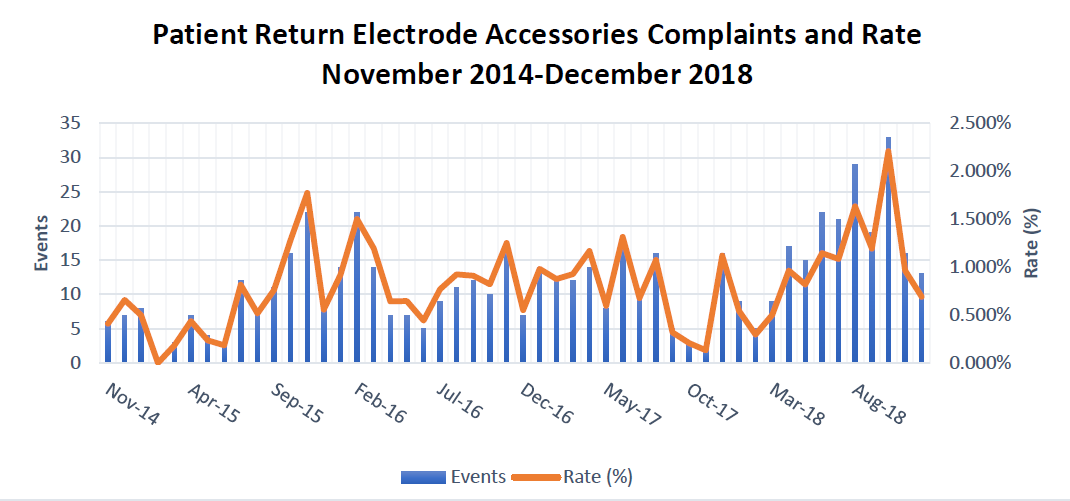 Patient Return Electrode Accessories Complaints and Rate
November 2014-December 2018
35
30
25
20
15
10
5
0
Events
2.500%
2.000%
1.500%
1.000%
0.500%
0.000%
Rate (%)
Nov-14
Apr-15
Sep-15
Feb-16
Jul-16
Dec-16
May-17
Oct-17
Mar-18
Aug-18
Events
Rate (%)